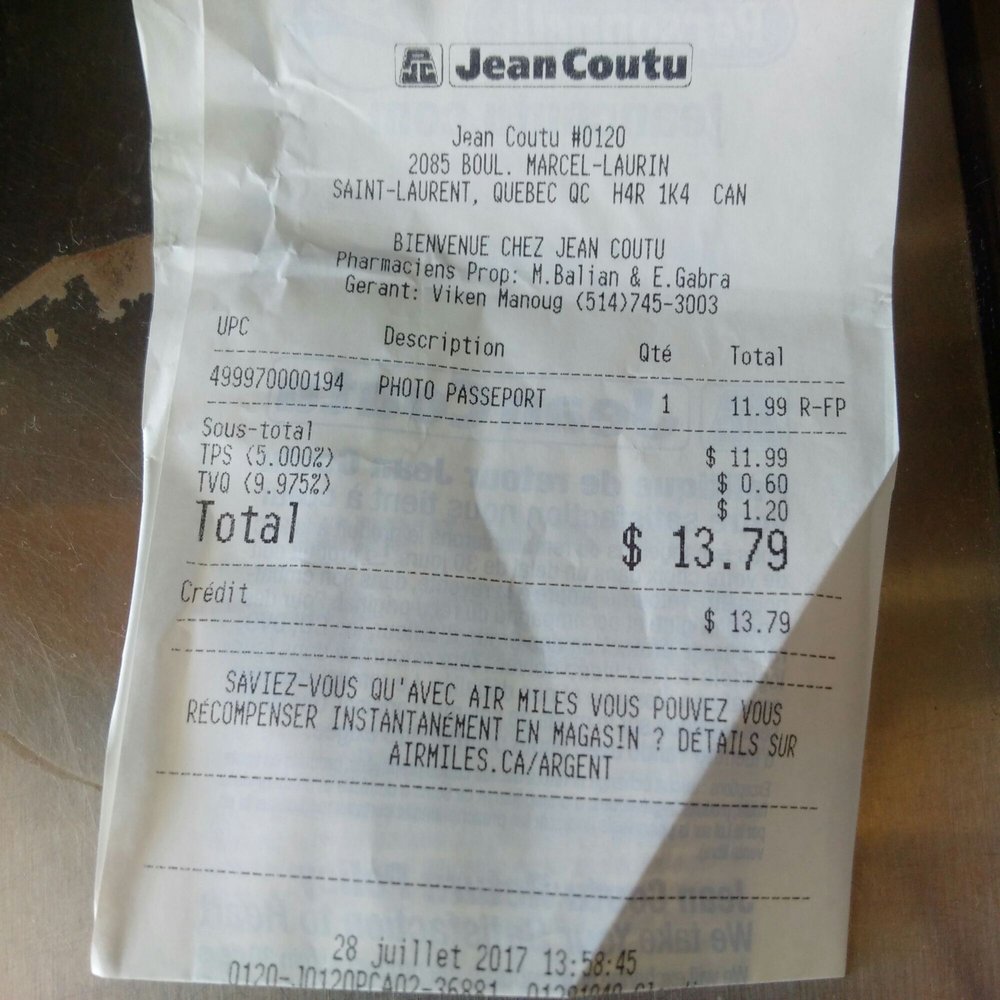 PJC Jean Coutu
Jean Coutu #0120
2085 BOUL. MARCEL-LAURIN
SAINT-LAURENT, QUEBEC QC H4R 1K4 CAN
BIENVENUE CHEZ JEAN COUTU
Pharmaciens Prop: M.Balian & E.Gabra
Gerant: Viken Manoug (514)745-3003
UPC Description Qté Total
499970000194 PHOTO PASSEPORT 1 11.99 R-FP
Sous-total $ 11.99
TPS (5.000%) $ 0.60
TVQ (9.975%) $ 1.20
Total $ 13.79
Crédit $ 13.79
SAVIEZ-VOUS QU'AVEC AIR MILES VOUS POUVEZ VOUS
RÉCOMPENSER INSTANTANÉMENT EN MAGASIN ? DÉTAILS SUR
AIRMILES.CA/ARGENT
28 juillet 2017 13:58:45
0120-J0120PCA02-36881